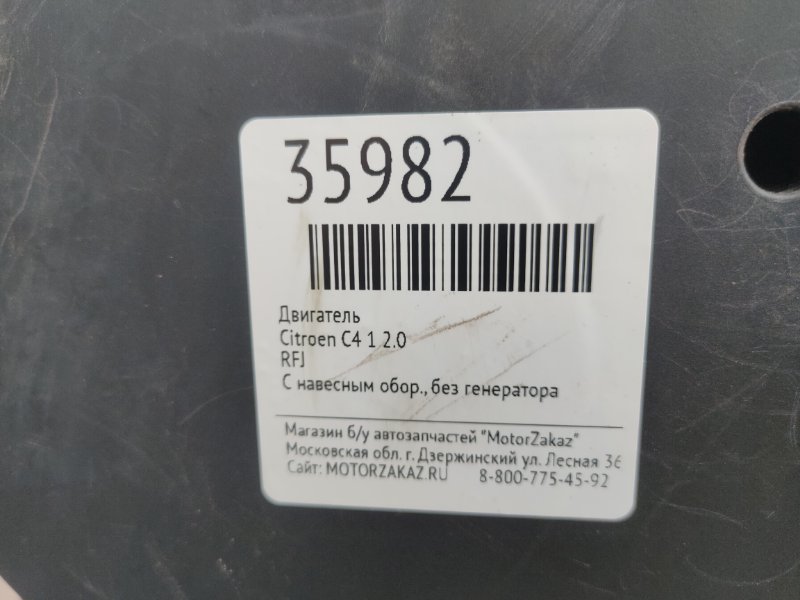 35982
Двигатель
Citroen C4 1 2.0
RFJ
С навесным обор., без генератора
Магазин б/у автозапчастей "MotorZakaz"
Московская обл. г. Дзержинский ул. Лесная 36
Сайт: MOTORZAKAZ.RU 8-800-775-45-92